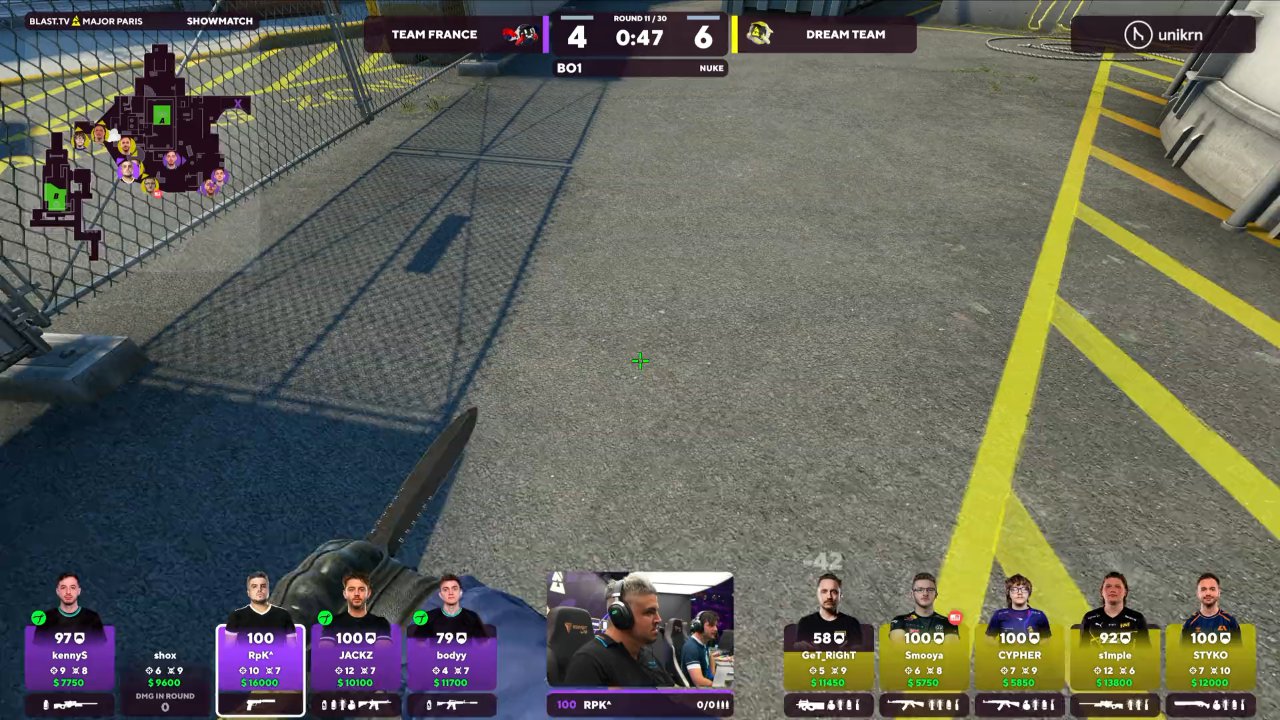 BLAST.TV MAJOR PARIS SHOWMATCH
TEAM FRANCE
4
ROUND 11 / 30
0:47
6
DREAM TEAM
unikrn
BO1
NUKE
A
B
X
-42
97
kennyS
9 8
$7750
shox
6 9
$9600
DMG IN ROUND
0
100
RpK^
10 7
$16000
100
JACKZ
12 7
$10100
79
bodyy
4 7
$11700
100 RPK^
0/0
58
GeT_RiGhT
5 9
$11450
100
Smooya
6 8
$5750
100
CYPHER
7 9
$5850
92
s1mple
12 6
$13800
100
STYKO
7 10
$12000